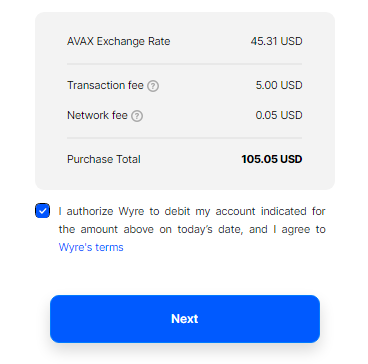 AVAX Exchange Rate 45.31 USD
Transaction fee ? 5.00 USD
Network fee ? 0.05 USD
Purchase Total 105.05 USD
I authorize Wyre to debit my account indicated for
the amount above on today's date, and I agree to
Wyre's terms
Next